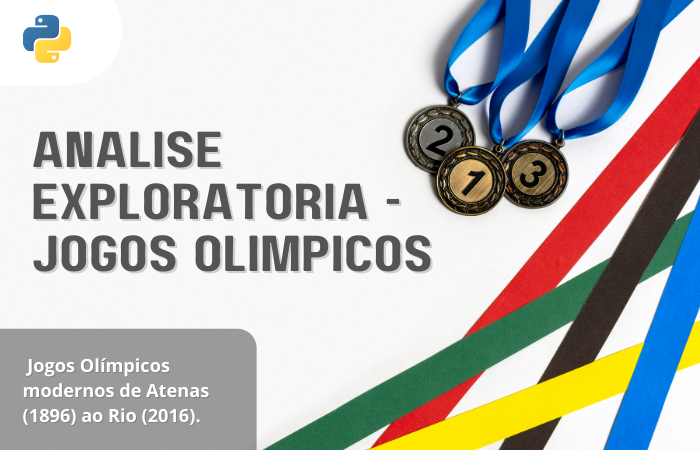 2
1
3
ANALISE
EXPLORATORIA -
JOGOS OLIMPICOS
Jogos Olímpicos
modernos de Atenas
(1896) ao Rio (2016).